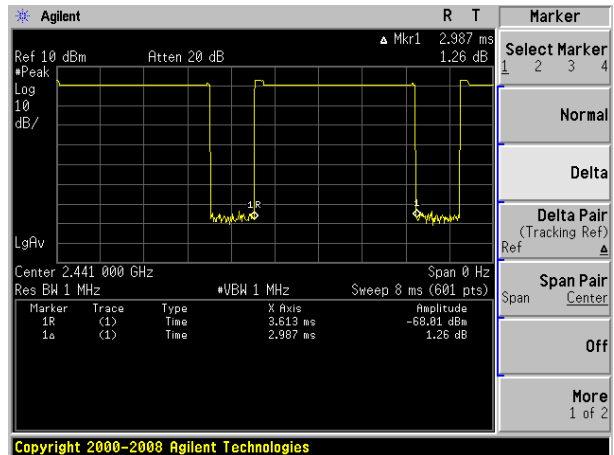 Agilent R T
Δ Mkr1 2.987 ms
Ref 10 dBm Atten 20 dB 1.26 dB
#Peak
Log
10
dB/
1R
1
LgAv
Center 2.441 000 GHz Span 0 Hz
Res BW 1 MHz #VBW 1 MHz Sweep 8 ms (601 pts)
Marker Trace Type X Axis Amplitude
1R (1) Time 3.613 ms -68.01 dBm
1Δ (1) Time 2.987 ms 1.26 dB
Copyright 2000-2008 Agilent Technologies
Marker
Select Marker
1 2 3 4
Normal
Delta
Delta Pair
(Tracking Ref)
Ref Δ
Span Pair
Span Center
Off
More
1 of 2